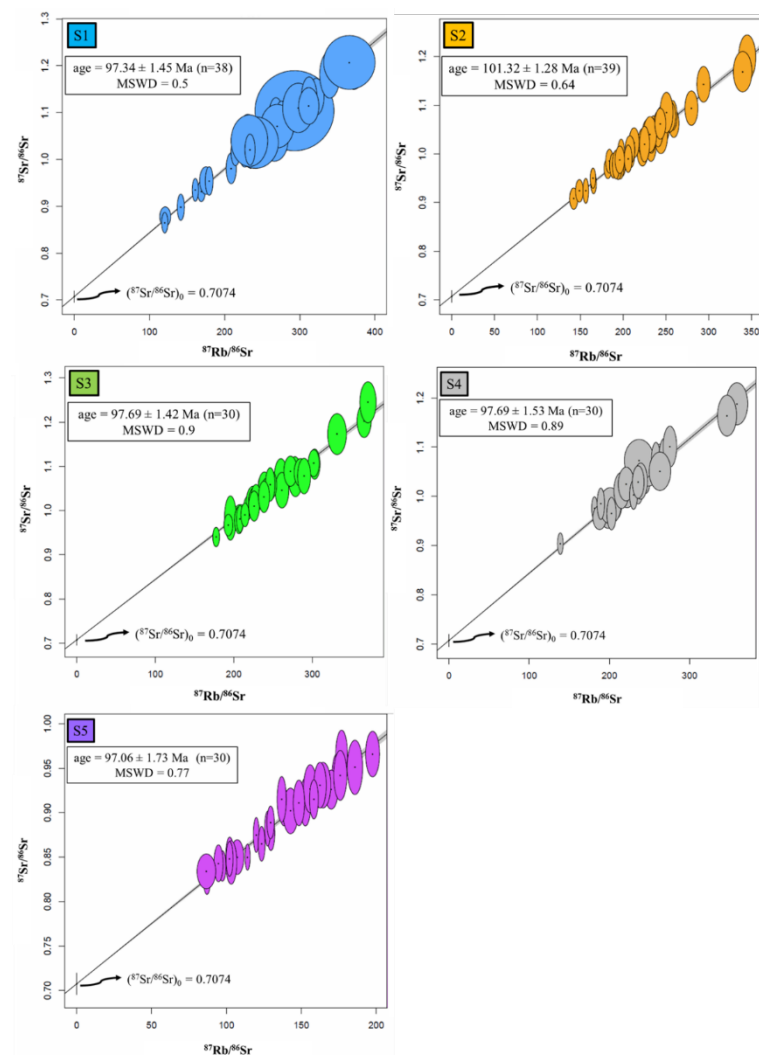 S1
age = 97.34 ± 1.45 Ma (n=38)
MSWD = 0.5
⁸⁷Sr/⁸⁶Sr
1.3
1.2
1.1
1.0
0.9
0.8
0.7
(⁸⁷Sr/⁸⁶Sr)₀ = 0.7074
0 100 200 300 400
⁸⁷Rb/⁸⁶Sr
S2
age = 101.32 ± 1.28 Ma (n=39)
MSWD = 0.64
⁸⁷Sr/⁸⁶Sr
1.2
1.1
1.0
0.9
0.8
0.7
(⁸⁷Sr/⁸⁶Sr)₀ = 0.7074
0 50 100 150 200 250 300 350
⁸⁷Rb/⁸⁶Sr
S3
age = 97.69 ± 1.42 Ma (n=30)
MSWD = 0.9
⁸⁷Sr/⁸⁶Sr
1.3
1.2
1.1
1.0
0.9
0.8
0.7
(⁸⁷Sr/⁸⁶Sr)₀ = 0.7074
0 100 200 300
⁸⁷Rb/⁸⁶Sr
S4
age = 97.69 ± 1.53 Ma (n=30)
MSWD = 0.89
⁸⁷Sr/⁸⁶Sr
1.2
1.1
1.0
0.9
0.8
0.7
(⁸⁷Sr/⁸⁶Sr)₀ = 0.7074
0 100 200 300
⁸⁷Rb/⁸⁶Sr
S5
age = 97.06 ± 1.73 Ma (n=30)
MSWD = 0.77
⁸⁷Sr/⁸⁶Sr
1.00
0.95
0.90
0.85
0.80
0.75
0.70
(⁸⁷Sr/⁸⁶Sr)₀ = 0.7074
0 50 100 150 200
⁸⁷Rb/⁸⁶Sr